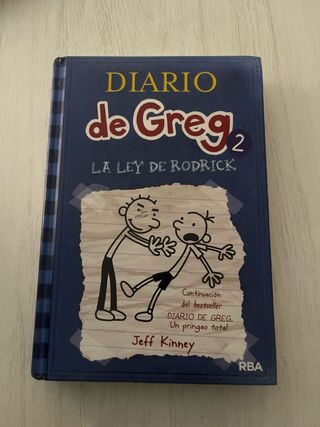 DIARIO
de Greg 2
LA LEY DE RODRICK
Continuación
del bestseller
DIARIO DE GREG.
Un pringao total
Jeff Kinney
RBA